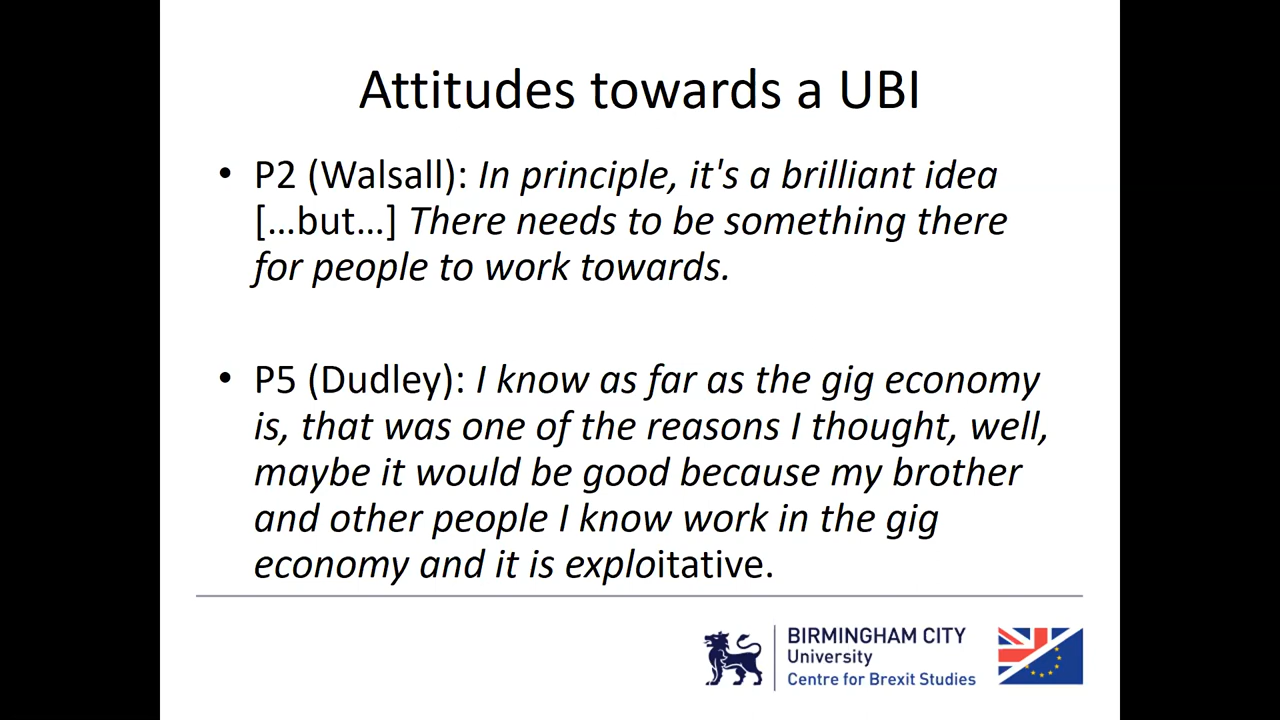 Attitudes towards a UBI
• P2 (Walsall): In principle, it's a brilliant idea
[…but…] There needs to be something there
for people to work towards.
• P5 (Dudley): I know as far as the gig economy
is, that was one of the reasons I thought, well,
maybe it would be good because my brother
and other people I know work in the gig
economy and it is exploitative.
BIRMINGHAM CITY
University
Centre for Brexit Studies